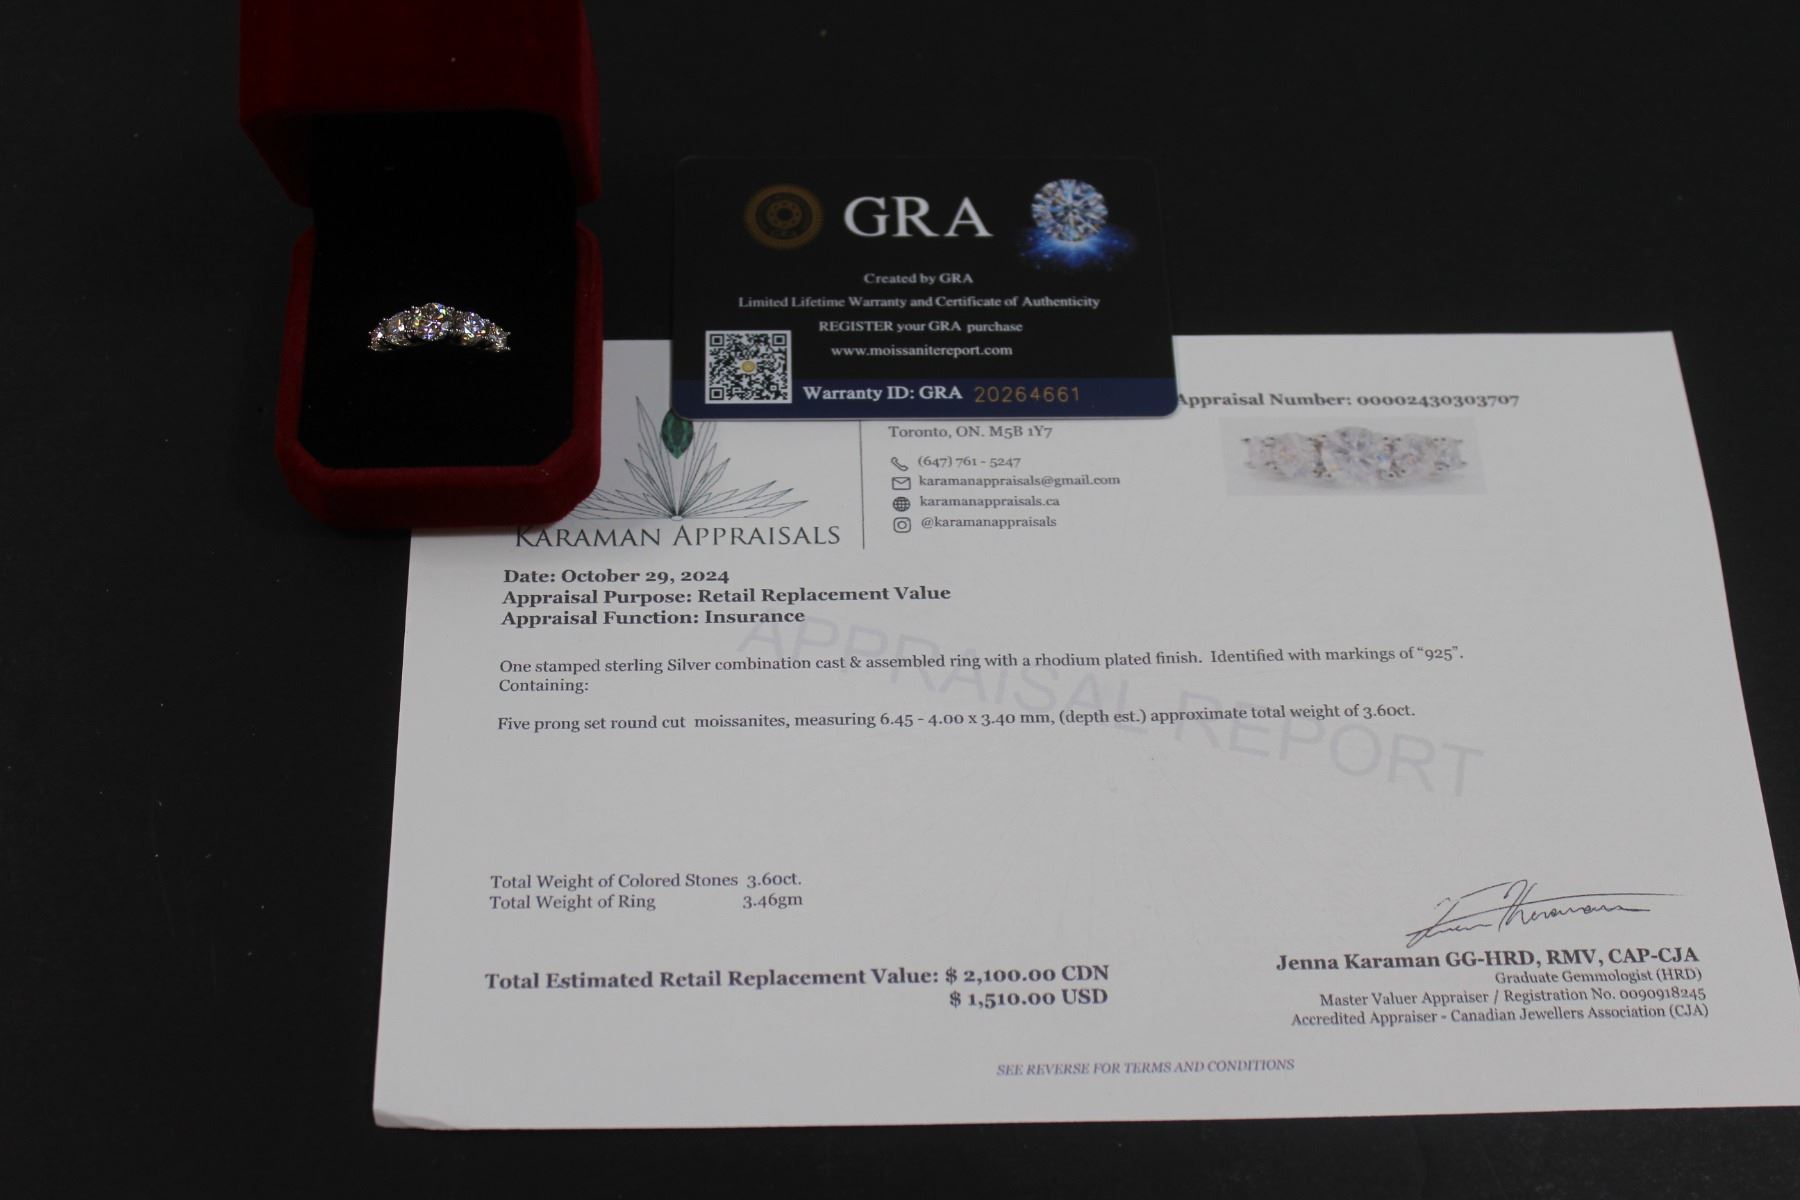 GRA
Created by GRA
Limited Lifetime Warranty and Certificate of Authenticity
REGISTER your GRA purchase
www.moissanitereport.com
Warranty ID: GRA 20264661
Appraisal Number: 00002430303707
Toronto, ON. M5B 1Y7
(647) 761 - 5247
karamanappraisals@gmail.com
karamanappraisals.ca
@karamanappraisals
KARAMAN APPRAISALS
Date: October 29, 2024
Appraisal Purpose: Retail Replacement Value
Appraisal Function: Insurance
APPRAISAL REPORT
One stamped sterling Silver combination cast & assembled ring with a rhodium plated finish. Identified with markings of “925”.
Containing:
Five prong set round cut moissanites, measuring 6.45 - 4.00 x 3.40 mm, (depth est.) approximate total weight of 3.60ct.
Total Weight of Colored Stones 3.60ct.
Total Weight of Ring 3.46gm
Total Estimated Retail Replacement Value: $ 2,100.00 CDN
$ 1,510.00 USD
Jenna Karaman GG-HRD, RMV, CAP-CJA
Graduate Gemmologist (HRD)
Master Valuer Appraiser / Registration No. 0090918245
Accredited Appraiser - Canadian Jewellers Association (CJA)
SEE REVERSE FOR TERMS AND CONDITIONS